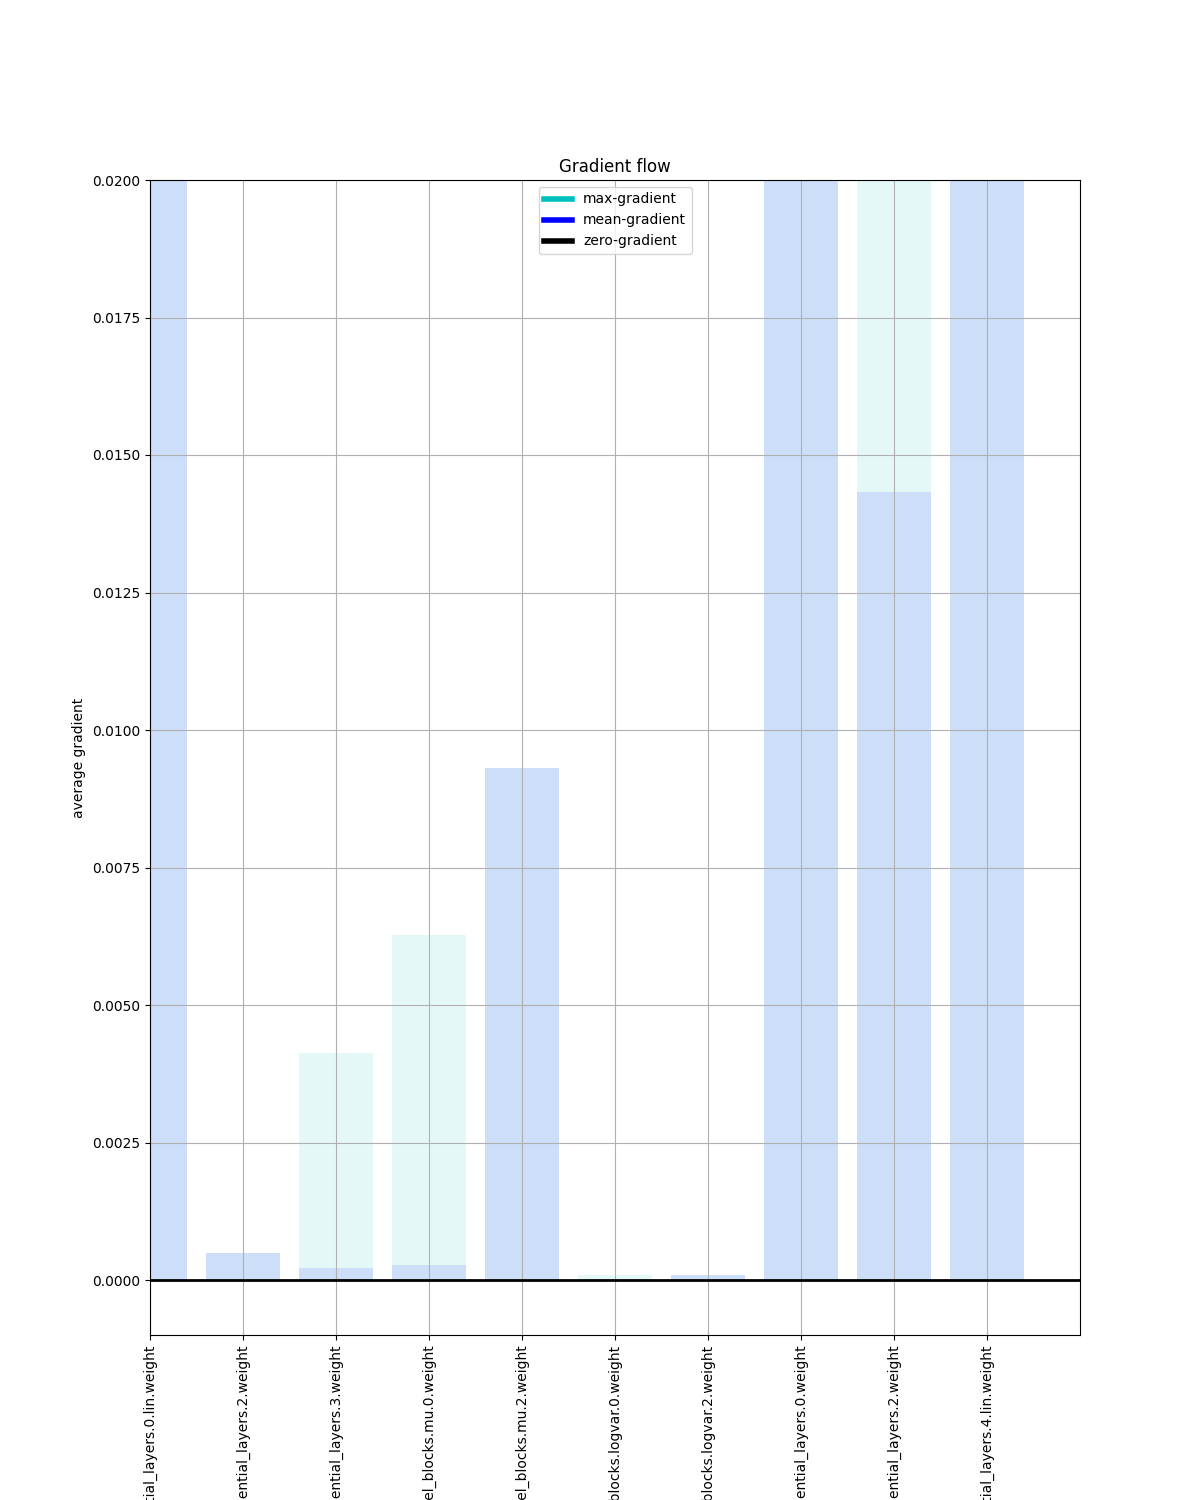 Gradient flow
max-gradient
mean-gradient
zero-gradient
0.0200
0.0175
0.0150
0.0125
0.0100
0.0075
0.0050
0.0025
0.0000
average gradient
tial_layers.0.lin.weight
ential_layers.2.weight
ential_layers.3.weight
el_blocks.mu.0.weight
el_blocks.mu.2.weight
blocks.logvar.0.weight
blocks.logvar.2.weight
ential_layers.0.weight
ential_layers.2.weight
tial_layers.4.lin.weight